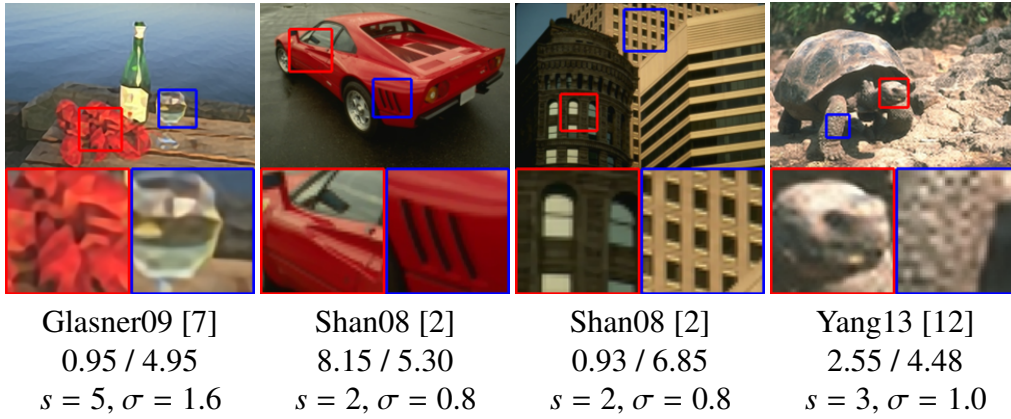 Glasner09 [7] Shan08 [2] Shan08 [2] Yang13 [12]
0.95 / 4.95 8.15 / 5.30 0.93 / 6.85 2.55 / 4.48
s = 5, σ = 1.6 s = 2, σ = 0.8 s = 2, σ = 0.8 s = 3, σ = 1.0